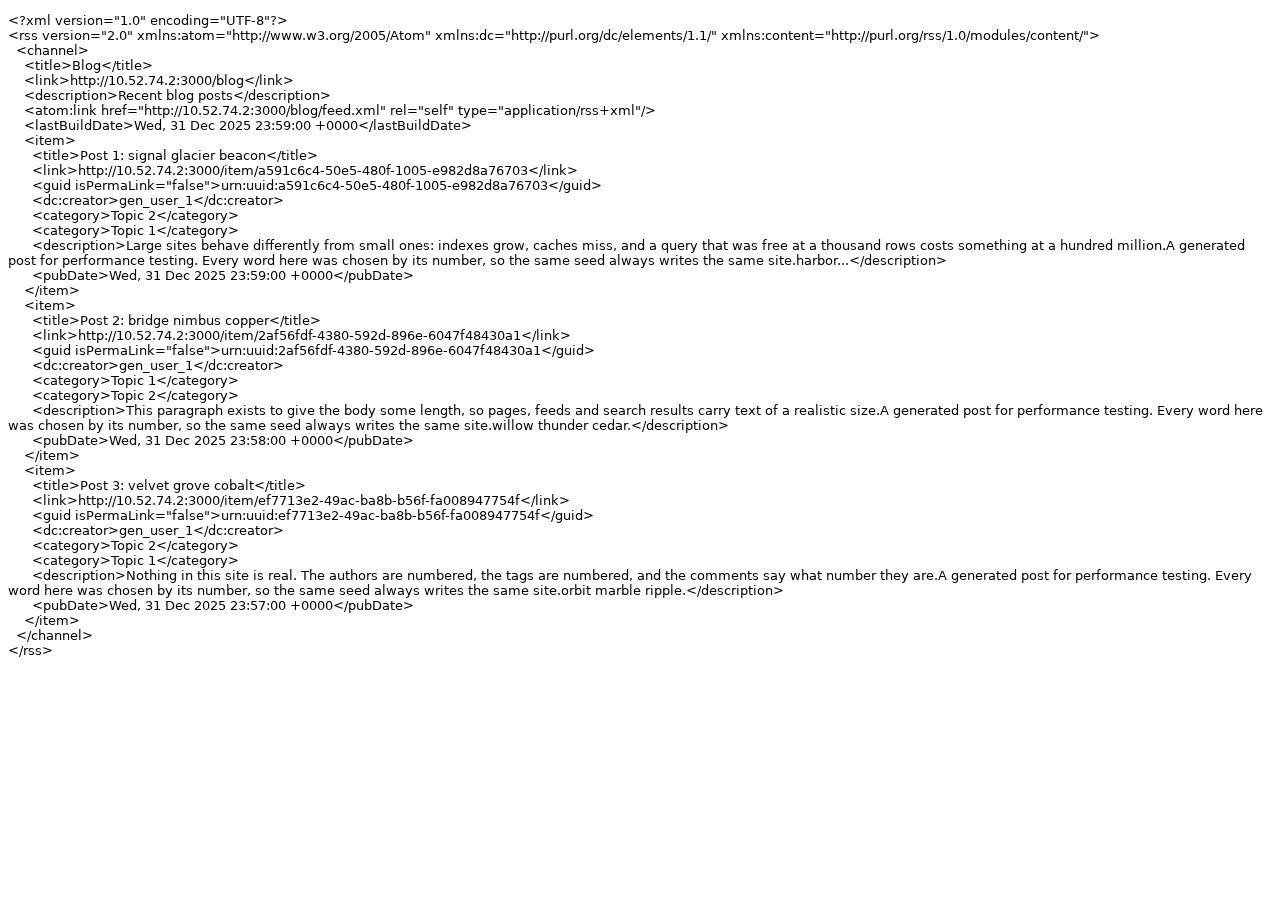 <?xml version="1.0" encoding="UTF-8"?>
<rss version="2.0" xmlns:atom="http://www.w3.org/2005/Atom" xmlns:dc="http://purl.org/dc/elements/1.1/" xmlns:content="http://purl.org/rss/1.0/modules/content/">
<channel>
<title>Blog</title>
<link>http://10.52.74.2:3000/blog</link>
<description>Recent blog posts</description>
<atom:link href="http://10.52.74.2:3000/blog/feed.xml" rel="self" type="application/rss+xml"/>
<lastBuildDate>Wed, 31 Dec 2025 23:59:00 +0000</lastBuildDate>
<item>
<title>Post 1: signal glacier beacon</title>
<link>http://10.52.74.2:3000/item/a591c6c4-50e5-480f-1005-e982d8a76703</link>
<guid isPermaLink="false">urn:uuid:a591c6c4-50e5-480f-1005-e982d8a76703</guid>
<dc:creator>gen_user_1</dc:creator>
<category>Topic 2</category>
<category>Topic 1</category>
<description>Large sites behave differently from small ones: indexes grow, caches miss, and a query that was free at a thousand rows costs something at a hundred million.A generated
post for performance testing. Every word here was chosen by its number, so the same seed always writes the same site.harbor...</description>
<pubDate>Wed, 31 Dec 2025 23:59:00 +0000</pubDate>
</item>
<item>
<title>Post 2: bridge nimbus copper</title>
<link>http://10.52.74.2:3000/item/2af56fdf-4380-592d-896e-6047f48430a1</link>
<guid isPermaLink="false">urn:uuid:2af56fdf-4380-592d-896e-6047f48430a1</guid>
<dc:creator>gen_user_1</dc:creator>
<category>Topic 1</category>
<category>Topic 2</category>
<description>This paragraph exists to give the body some length, so pages, feeds and search results carry text of a realistic size.A generated post for performance testing. Every word here
was chosen by its number, so the same seed always writes the same site.willow thunder cedar.</description>
<pubDate>Wed, 31 Dec 2025 23:58:00 +0000</pubDate>
</item>
<item>
<title>Post 3: velvet grove cobalt</title>
<link>http://10.52.74.2:3000/item/ef7713e2-49ac-ba8b-b56f-fa008947754f</link>
<guid isPermaLink="false">urn:uuid:ef7713e2-49ac-ba8b-b56f-fa008947754f</guid>
<dc:creator>gen_user_1</dc:creator>
<category>Topic 2</category>
<category>Topic 1</category>
<description>Nothing in this site is real. The authors are numbered, the tags are numbered, and the comments say what number they are.A generated post for performance testing. Every
word here was chosen by its number, so the same seed always writes the same site.orbit marble ripple.</description>
<pubDate>Wed, 31 Dec 2025 23:57:00 +0000</pubDate>
</item>
</channel>
</rss>